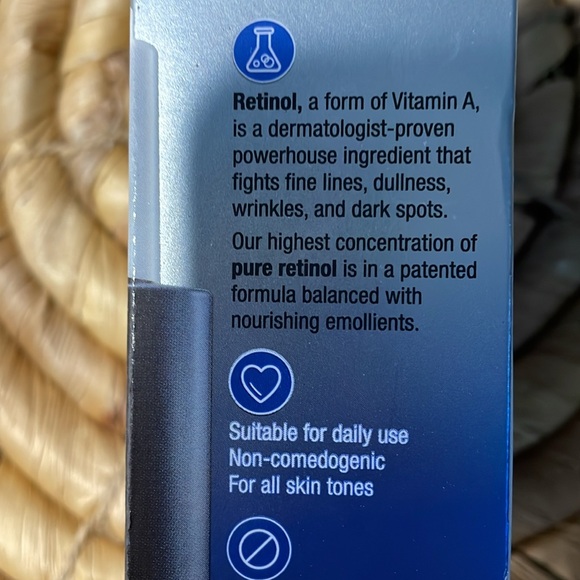 Retinol, a form of Vitamin A,
is a dermatologist-proven
powerhouse ingredient that
fights fine lines, dullness,
wrinkles, and dark spots.
Our highest concentration of
pure retinol is in a patented
formula balanced with
nourishing emollients.
Suitable for daily use
Non-comedogenic
For all skin tones